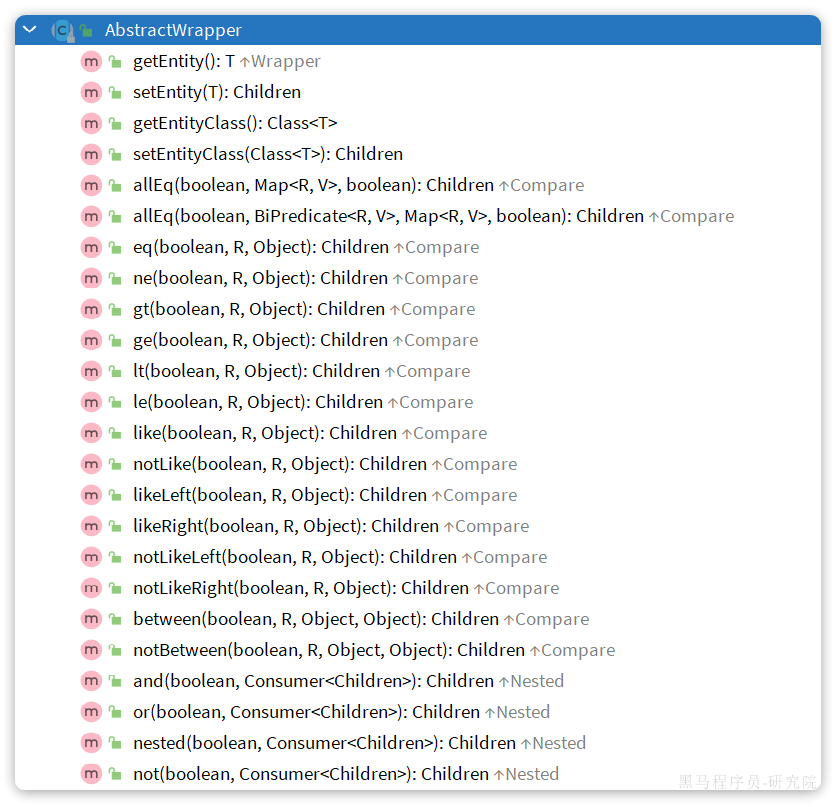 AbstractWrapper
getEntity(): T ↑Wrapper
setEntity(T): Children
getEntityClass(): Class<T>
setEntityClass(Class<T>): Children
allEq(boolean, Map<R, V>, boolean): Children ↑Compare
allEq(boolean, BiPredicate<R, V>, Map<R, V>, boolean): Children ↑Compare
eq(boolean, R, Object): Children ↑Compare
ne(boolean, R, Object): Children ↑Compare
gt(boolean, R, Object): Children ↑Compare
ge(boolean, R, Object): Children ↑Compare
lt(boolean, R, Object): Children ↑Compare
le(boolean, R, Object): Children ↑Compare
like(boolean, R, Object): Children ↑Compare
notLike(boolean, R, Object): Children ↑Compare
likeLeft(boolean, R, Object): Children ↑Compare
likeRight(boolean, R, Object): Children ↑Compare
notLikeLeft(boolean, R, Object): Children ↑Compare
notLikeRight(boolean, R, Object): Children ↑Compare
between(boolean, R, Object, Object): Children ↑Compare
notBetween(boolean, R, Object, Object): Children ↑Compare
and(boolean, Consumer<Children>): Children ↑Nested
or(boolean, Consumer<Children>): Children ↑Nested
nested(boolean, Consumer<Children>): Children ↑Nested
not(boolean, Consumer<Children>): Children ↑Nested
黑马程序员-研究院